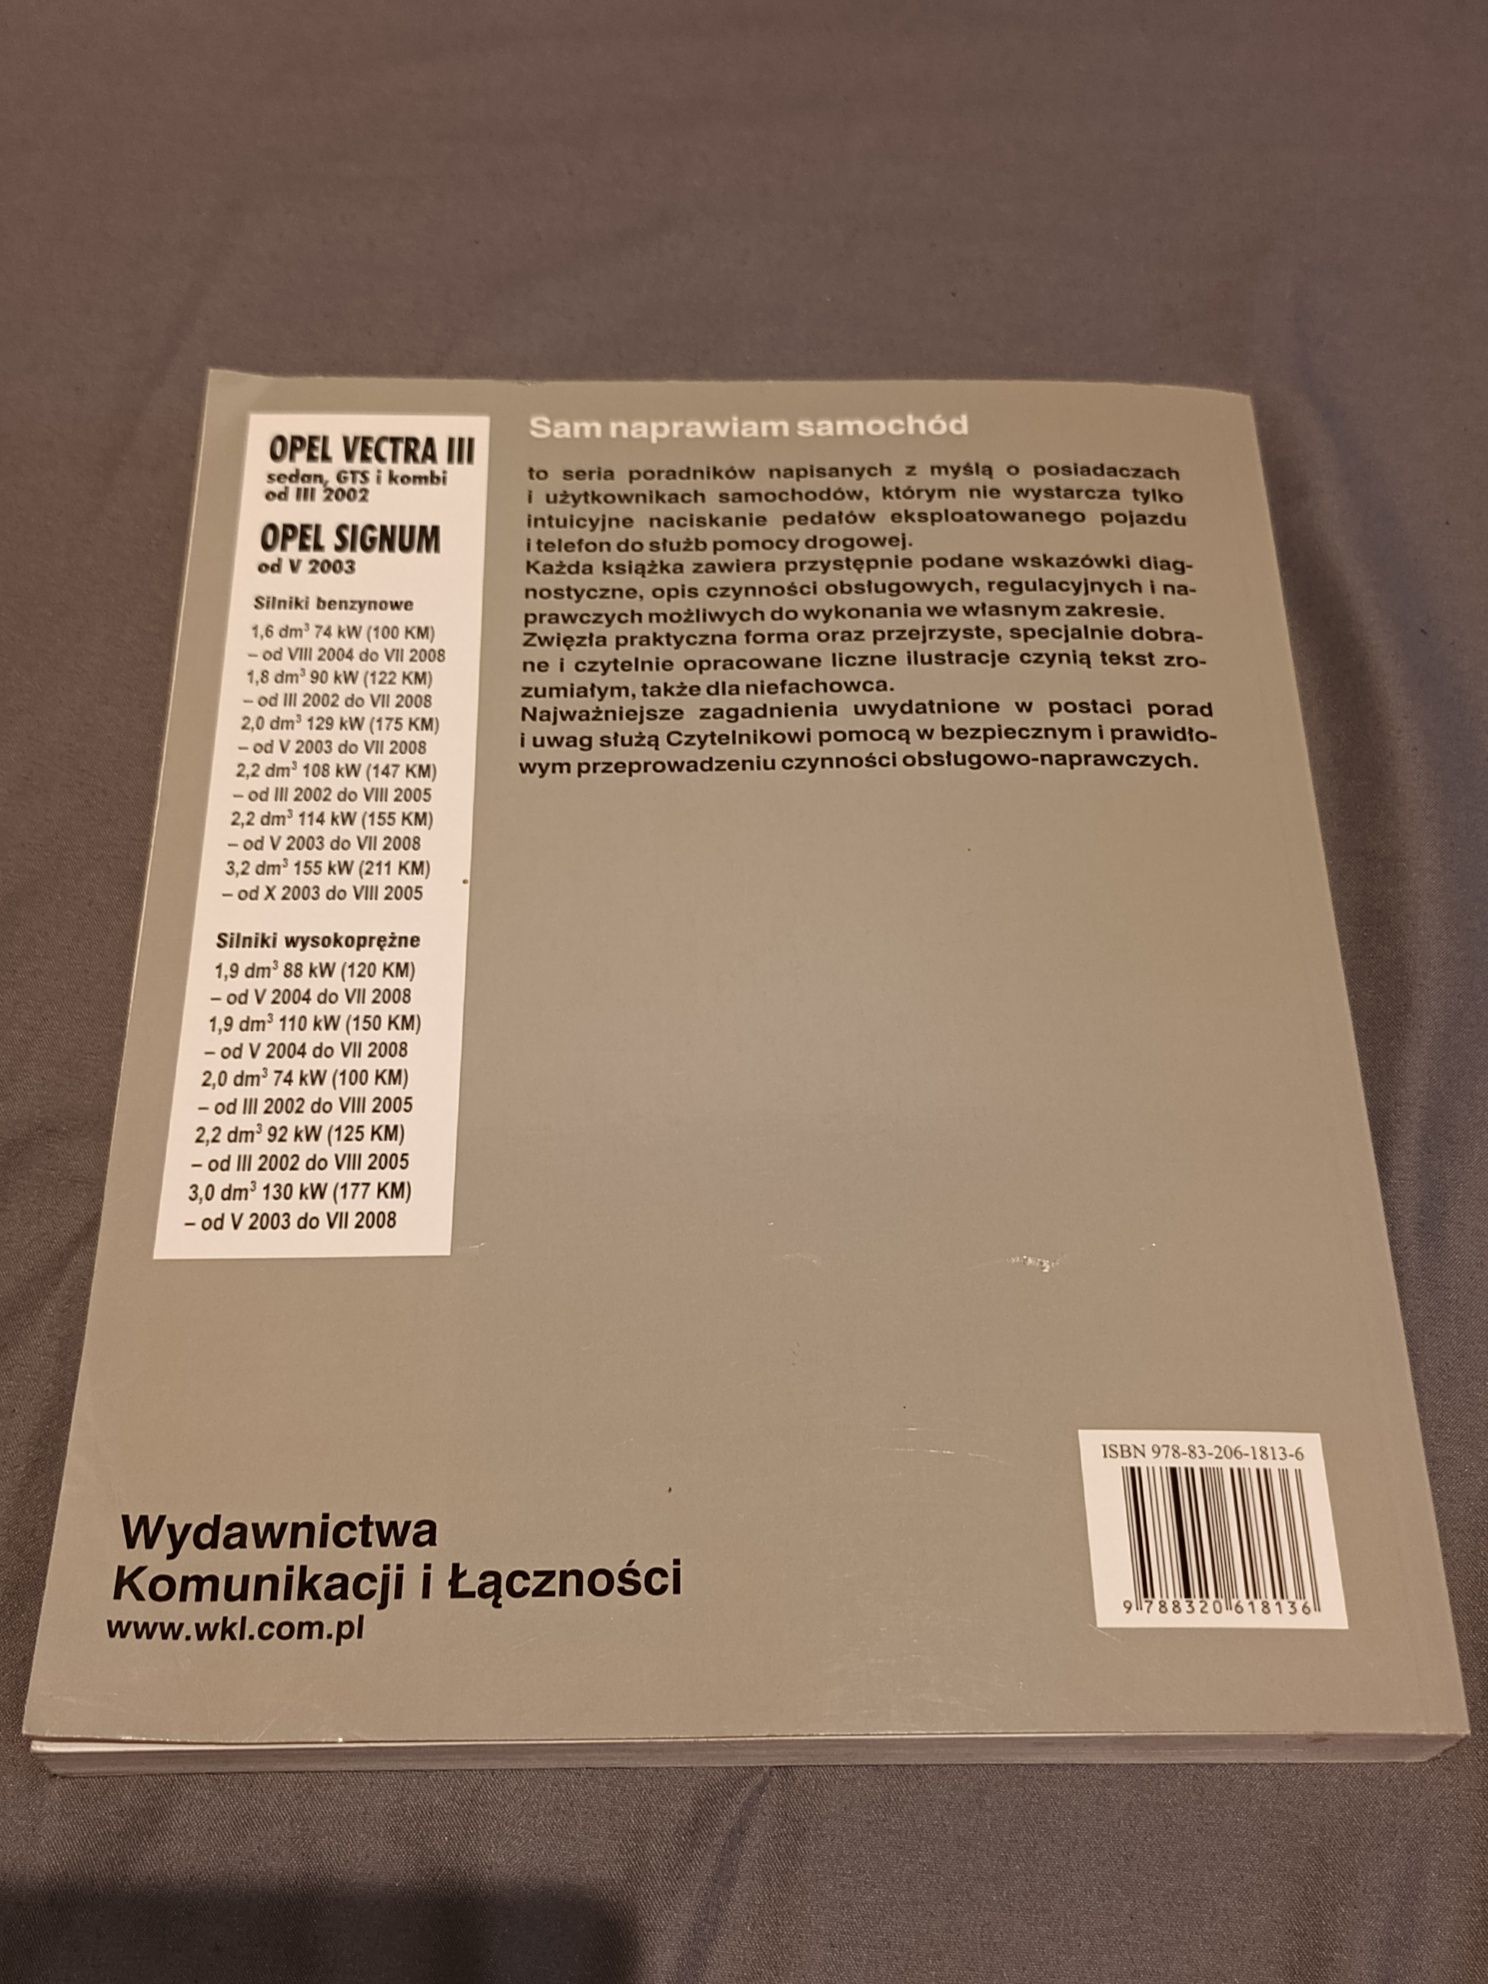 OPEL VECTRA III
sedan, GTS i kombi
od III 2002
OPEL SIGNUM
od V 2003
Silniki benzynowe
1,6 dm³ 74 kW (100 KM)
– od VIII 2004 do VII 2008
1,8 dm³ 90 kW (122 KM)
– od III 2002 do VII 2008
2,0 dm³ 129 kW (175 KM)
– od V 2003 do VII 2008
2,2 dm³ 108 kW (147 KM)
– od III 2002 do VIII 2005
2,2 dm³ 114 kW (155 KM)
– od V 2003 do VII 2008
3,2 dm³ 155 kW (211 KM)
– od X 2003 do VIII 2005
Silniki wysokoprężne
1,9 dm³ 88 kW (120 KM)
– od V 2004 do VII 2008
1,9 dm³ 110 kW (150 KM)
– od V 2004 do VII 2008
2,0 dm³ 74 kW (100 KM)
– od III 2002 do VIII 2005
2,2 dm³ 92 kW (125 KM)
– od III 2002 do VIII 2005
3,0 dm³ 130 kW (177 KM)
– od V 2003 do VII 2008
Sam naprawiam samochód
to seria poradników napisanych z myślą o posiadaczach
i użytkownikach samochodów, którym nie wystarcza tylko
intuicyjne naciskanie pedałów eksploatowanego pojazdu
i telefon do służb pomocy drogowej.
Każda książka zawiera przystępnie podane wskazówki diag-
nostyczne, opis czynności obsługowych, regulacyjnych i na-
prawczych możliwych do wykonania we własnym zakresie.
Zwięzła praktyczna forma oraz przejrzyste, specjalnie dobra-
ne i czytelnie opracowane liczne ilustracje czynią tekst zro-
zumiałym, także dla niefachowca.
Najważniejsze zagadnienia uwydatnione w postaci porad
i uwag służą Czytelnikowi pomocą w bezpiecznym i prawidło-
wym przeprowadzeniu czynności obsługowo-naprawczych.
Wydawnictwa
Komunikacji i Łączności
www.wkl.com.pl
ISBN 978-83-206-1813-6
9 788320 618136